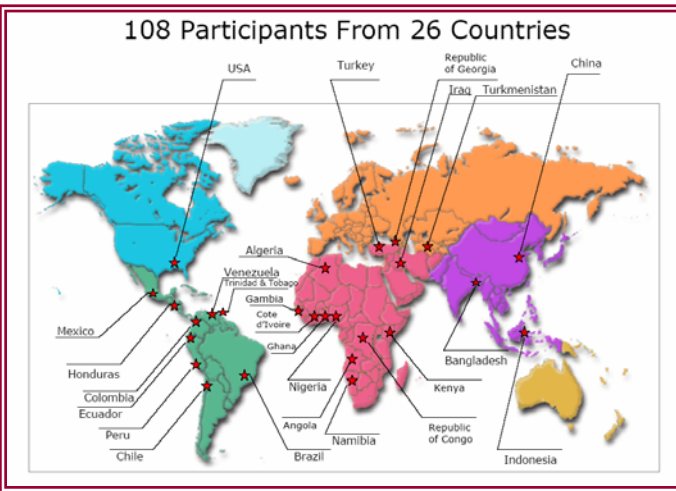 108 Participants From 26 Countries
USA
Turkey
Republic
of Georgia
Iraq
Turkmenistan
China
Algeria
Venezuela
Trinidad & Tobago
Gambia
Cote
d'Ivoire
Ghana
Mexico
Honduras
Colombia
Ecuador
Peru
Chile
Brazil
Nigeria
Angola
Namibia
Kenya
Republic
of Congo
Bangladesh
Indonesia